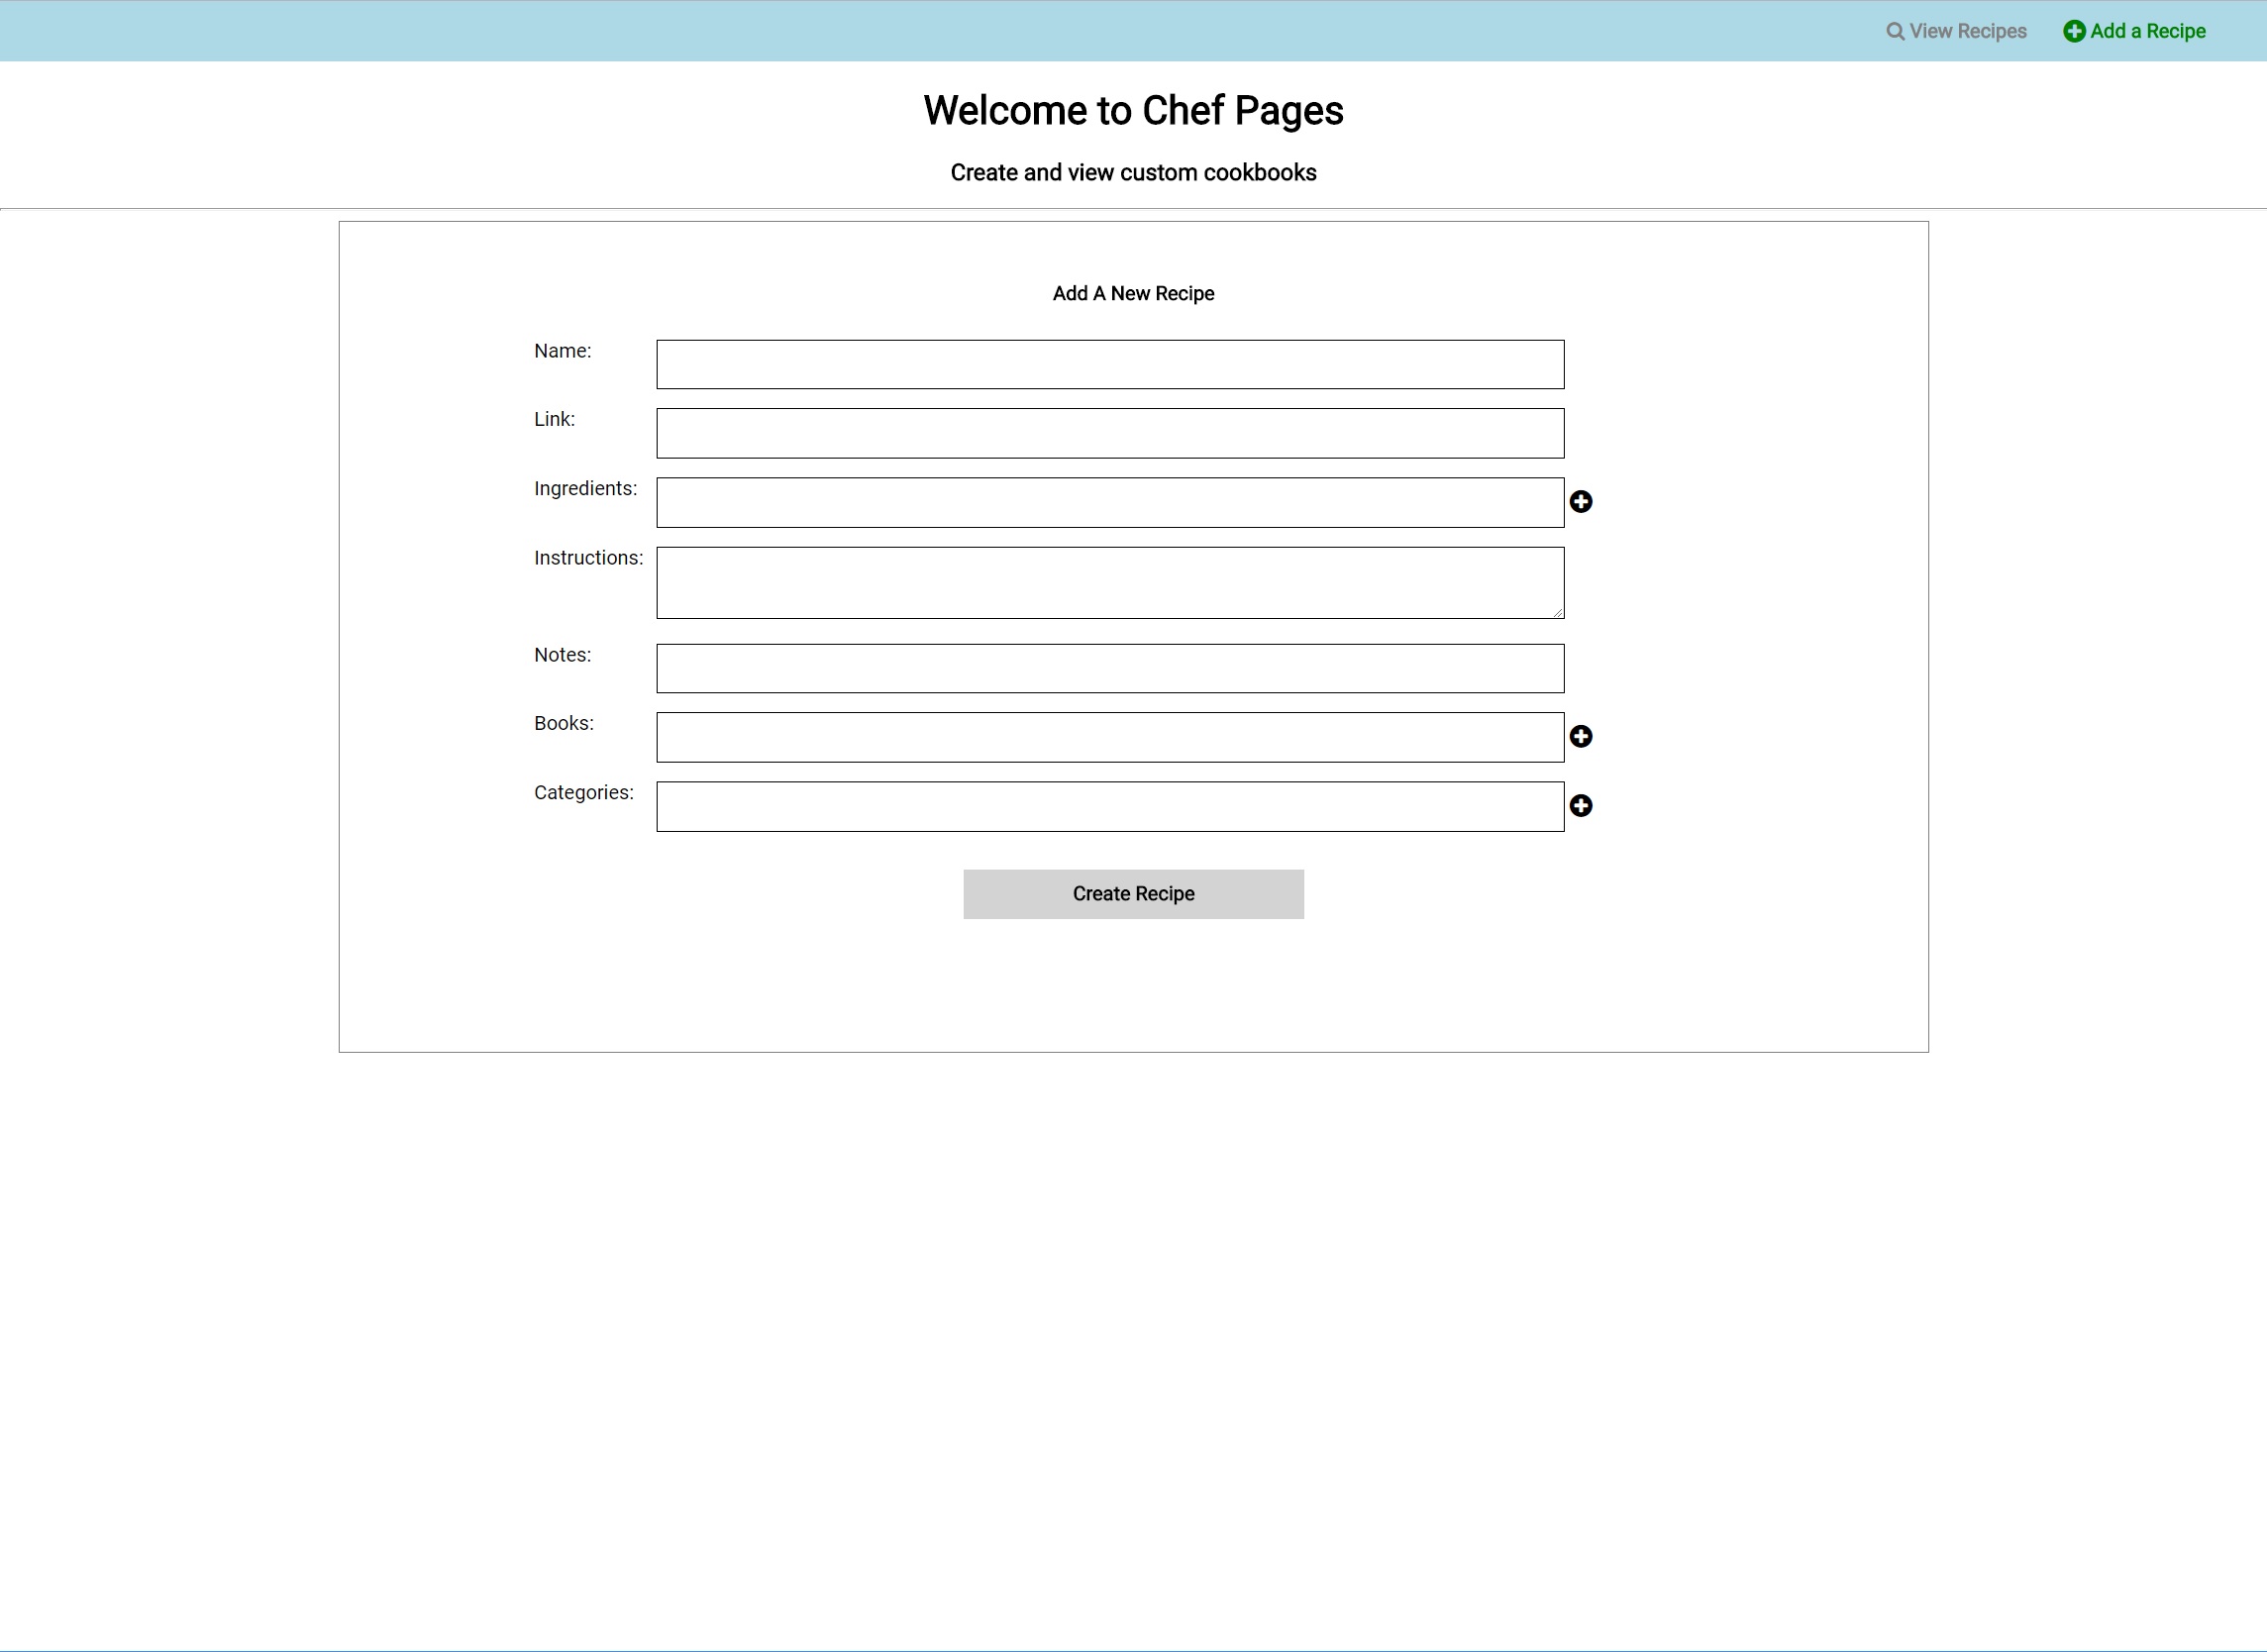 View Recipes Add a Recipe
Welcome to Chef Pages
Create and view custom cookbooks
Add A New Recipe
Name:
Link:
Ingredients:
Instructions:
Notes:
Books:
Categories:
Create Recipe